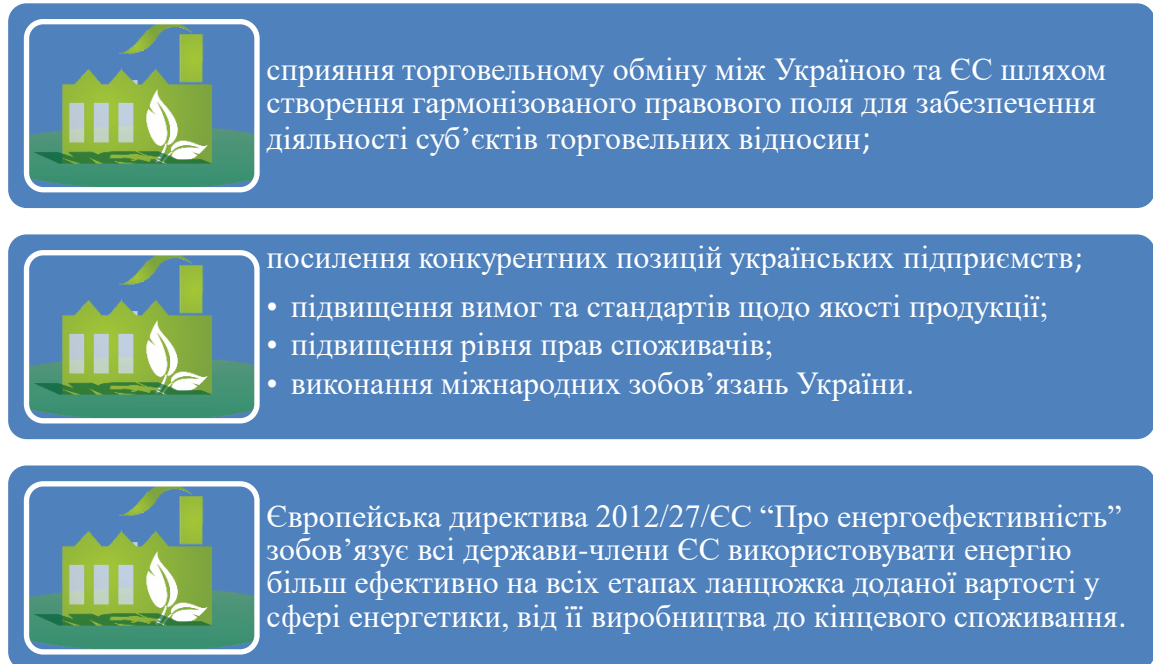 сприяння торговельному обміну між Україною та ЄС шляхом
створення гармонізованого правового поля для забезпечення
діяльності суб’єктів торговельних відносин;
посилення конкурентних позицій українських підприємств;
• підвищення вимог та стандартів щодо якості продукції;
• підвищення рівня прав споживачів;
• виконання міжнародних зобов’язань України.
Європейська директива 2012/27/ЄС “Про енергоефективність”
зобов’язує всі держави-члени ЄС використовувати енергію
більш ефективно на всіх етапах ланцюжка доданої вартості у
сфері енергетики, від її виробництва до кінцевого споживання.